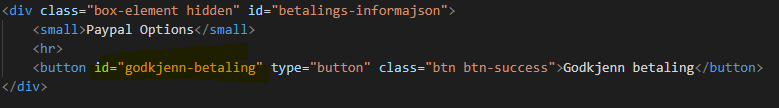 <div class="box-element hidden" id="betalings-informajson">
<small>Paypal Options</small>
<hr>
<button id="godkjenn-betaling" type="button" class="btn btn-success">Godkjenn betaling</button>
</div>